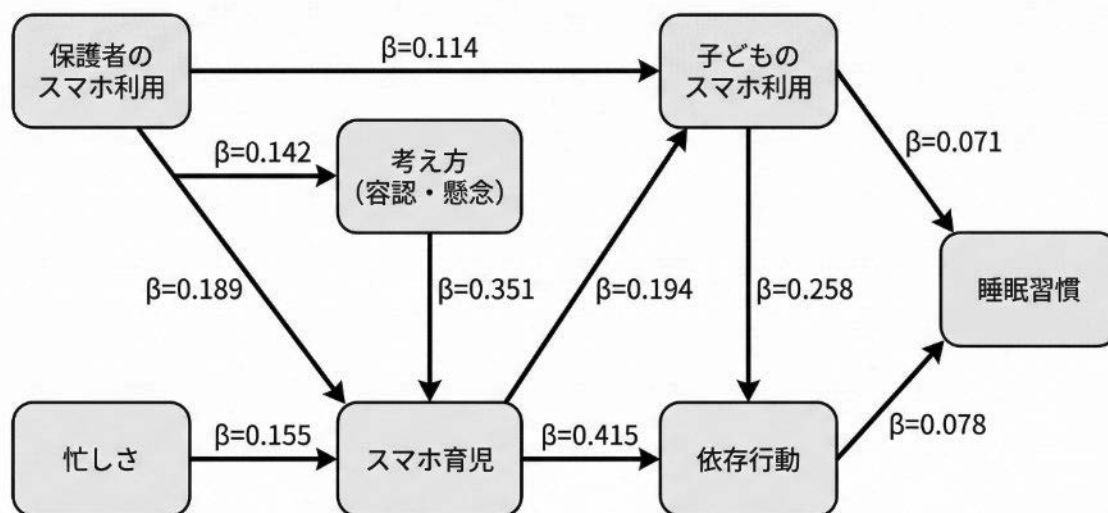 保護者の
スマホ利用
β=0.114
子どもの
スマホ利用
β=0.142
考え方
（容認・懸念）
β=0.071
β=0.189
β=0.351
β=0.194
β=0.258
睡眠習慣
忙しさ
β=0.155
スマホ育児
β=0.415
依存行動
β=0.078